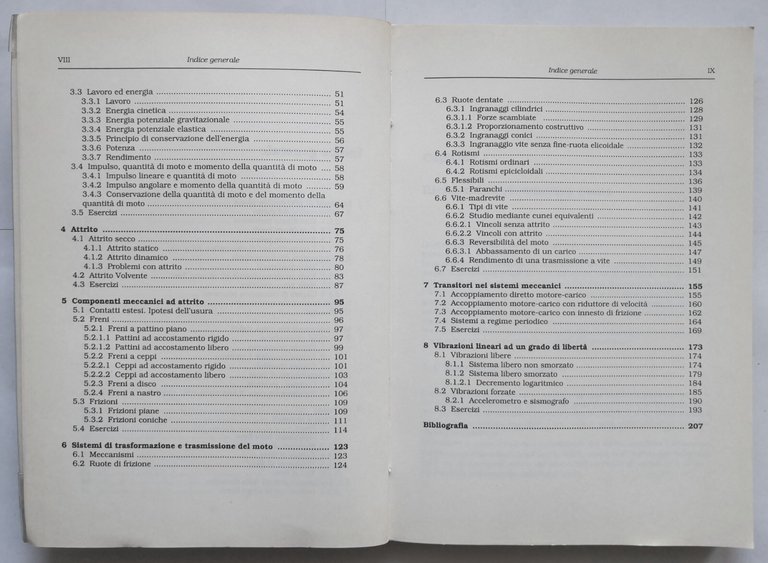 VIII Indice generale
3.3 Lavoro ed energia 51
3.3.1 Lavoro 51
3.3.2 Energia cinetica 54
3.3.3 Energia potenziale gravitazionale 55
3.3.4 Energia potenziale elastica 55
3.3.5 Principio di conservazione dell'energia 56
3.3.6 Potenza 57
3.3.7 Rendimento 57
3.4 Impulso, quantità di moto e momento della quantità di moto 58
3.4.1 Impulso lineare e quantità di moto 58
3.4.2 Impulso angolare e momento della quantità di moto 59
3.4.3 Conservazione della quantità di moto e del momento della
quantità di moto 64
3.5 Esercizi 67
4 Attrito 75
4.1 Attrito secco 75
4.1.1 Attrito statico 76
4.1.2 Attrito dinamico 78
4.1.3 Problemi con attrito 80
4.2 Attrito Volvente 83
4.3 Esercizi 87
5 Componenti meccanici ad attrito 95
5.1 Contatti estesi. Ipotesi dell'usura 95
5.2 Freni 96
5.2.1 Freni a pattino piano 97
5.2.1.1 Pattini ad accostamento rigido 97
5.2.1.2 Pattini ad accostamento libero 99
5.2.2 Freni a ceppi 101
5.2.2.1 Ceppi ad accostamento rigido 101
5.2.2.2 Ceppi ad accostamento libero 103
5.2.3 Freni a disco 104
5.2.4 Freni a nastro 106
5.3 Frizioni 109
5.3.1 Frizioni piane 109
5.3.2 Frizioni coniche 111
5.4 Esercizi 114
6 Sistemi di trasformazione e trasmissione del moto 123
6.1 Meccanismi 123
6.2 Ruote di frizione 124
Indice generale IX
6.3 Ruote dentate 126
6.3.1 Ingranaggi cilindrici 128
6.3.1.1 Forze scambiate 129
6.3.1.2 Proporzionamento costruttivo 131
6.3.2 Ingranaggi conici 131
6.3.3 Ingranaggio vite senza fine-ruota elicoidale 132
6.4 Rotismi 133
6.4.1 Rotismi ordinari 133
6.4.2 Rotismi epicicloidali 134
6.5 Flessibili 136
6.5.1 Paranchi 139
6.6 Vite-madrevite 140
6.6.1 Tipi di vite 141
6.6.2 Studio mediante cunei equivalenti 142
6.6.2.1 Vincoli senza attrito 143
6.6.2.2 Vincoli con attrito 144
6.6.3 Reversibilità del moto 145
6.6.3.1 Abbassamento di un carico 147
6.6.4 Rendimento di una trasmissione a vite 149
6.7 Esercizi 151
7 Transitori nei sistemi meccanici 155
7.1 Accoppiamento diretto motore-carico 155
7.2 Accoppiamento motore-carico con riduttore di velocità 160
7.3 Accoppiamento motore-carico con innesto di frizione 162
7.4 Sistemi a regime periodico 164
7.5 Esercizi 169
8 Vibrazioni lineari ad un grado di libertà 173
8.1 Vibrazioni libere 174
8.1.1 Sistema libero non smorzato 174
8.1.2 Sistema libero smorzato 179
8.1.2.1 Decremento logaritmico 184
8.2 Vibrazioni forzate 185
8.2.1 Accelerometro e sismografo 190
8.3 Esercizi 193
Bibliografia 207